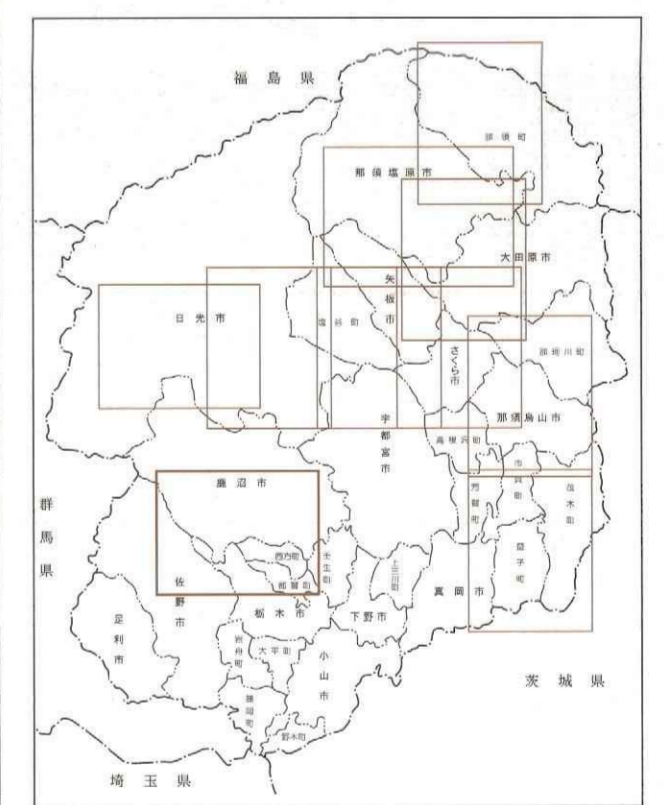 福島県
那須町
那須塩原市
大田原市
矢板市
日光市
塩谷町
さくら市
那珂川町
那須烏山市
宇都宮市
高根沢町
市貝町
鹿沼市
芳賀町
茂木町
群馬県
西方町
壬生町
上三川町
益子町
都賀町
佐野市
真岡市
栃木市
下野市
足利市
岩舟町
大平町
小山市
茨城県
藤岡町
野木町
埼玉県